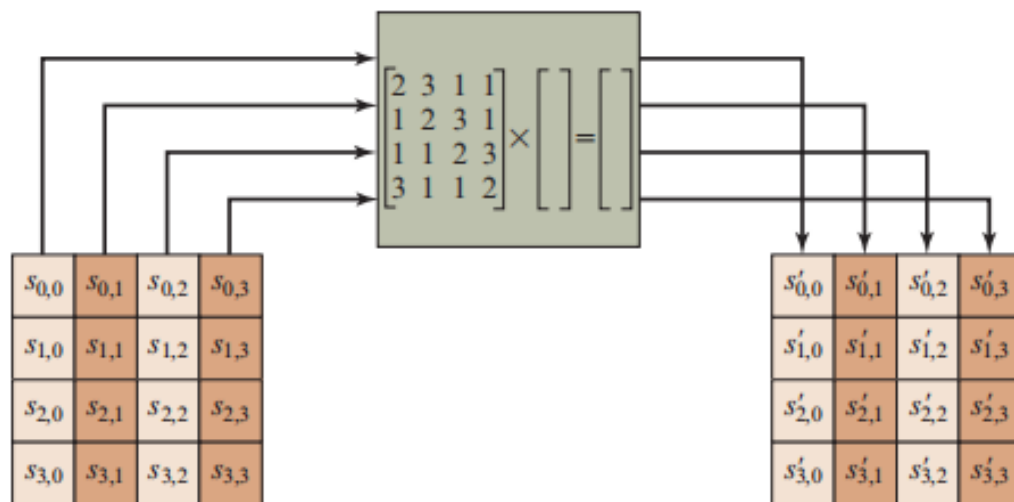 2 3 1 1
1 2 3 1
1 1 2 3
3 1 1 2
× =
s0,0 s0,1 s0,2 s0,3
s1,0 s1,1 s1,2 s1,3
s2,0 s2,1 s2,2 s2,3
s3,0 s3,1 s3,2 s3,3
s′0,0 s′0,1 s′0,2 s′0,3
s′1,0 s′1,1 s′1,2 s′1,3
s′2,0 s′2,1 s′2,2 s′2,3
s′3,0 s′3,1 s′3,2 s′3,3